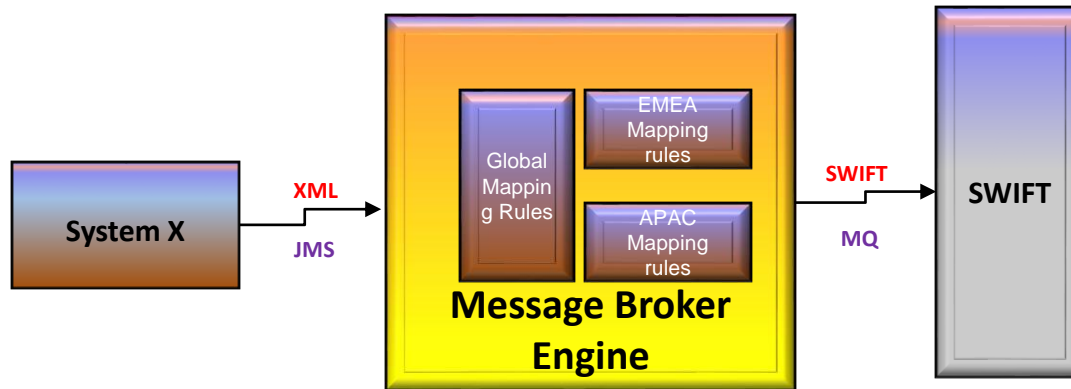 System X
XML
JMS
Global
Mappin
g Rules
EMEA
Mapping
rules
APAC
Mapping
rules
Message Broker
Engine
SWIFT
MQ
SWIFT